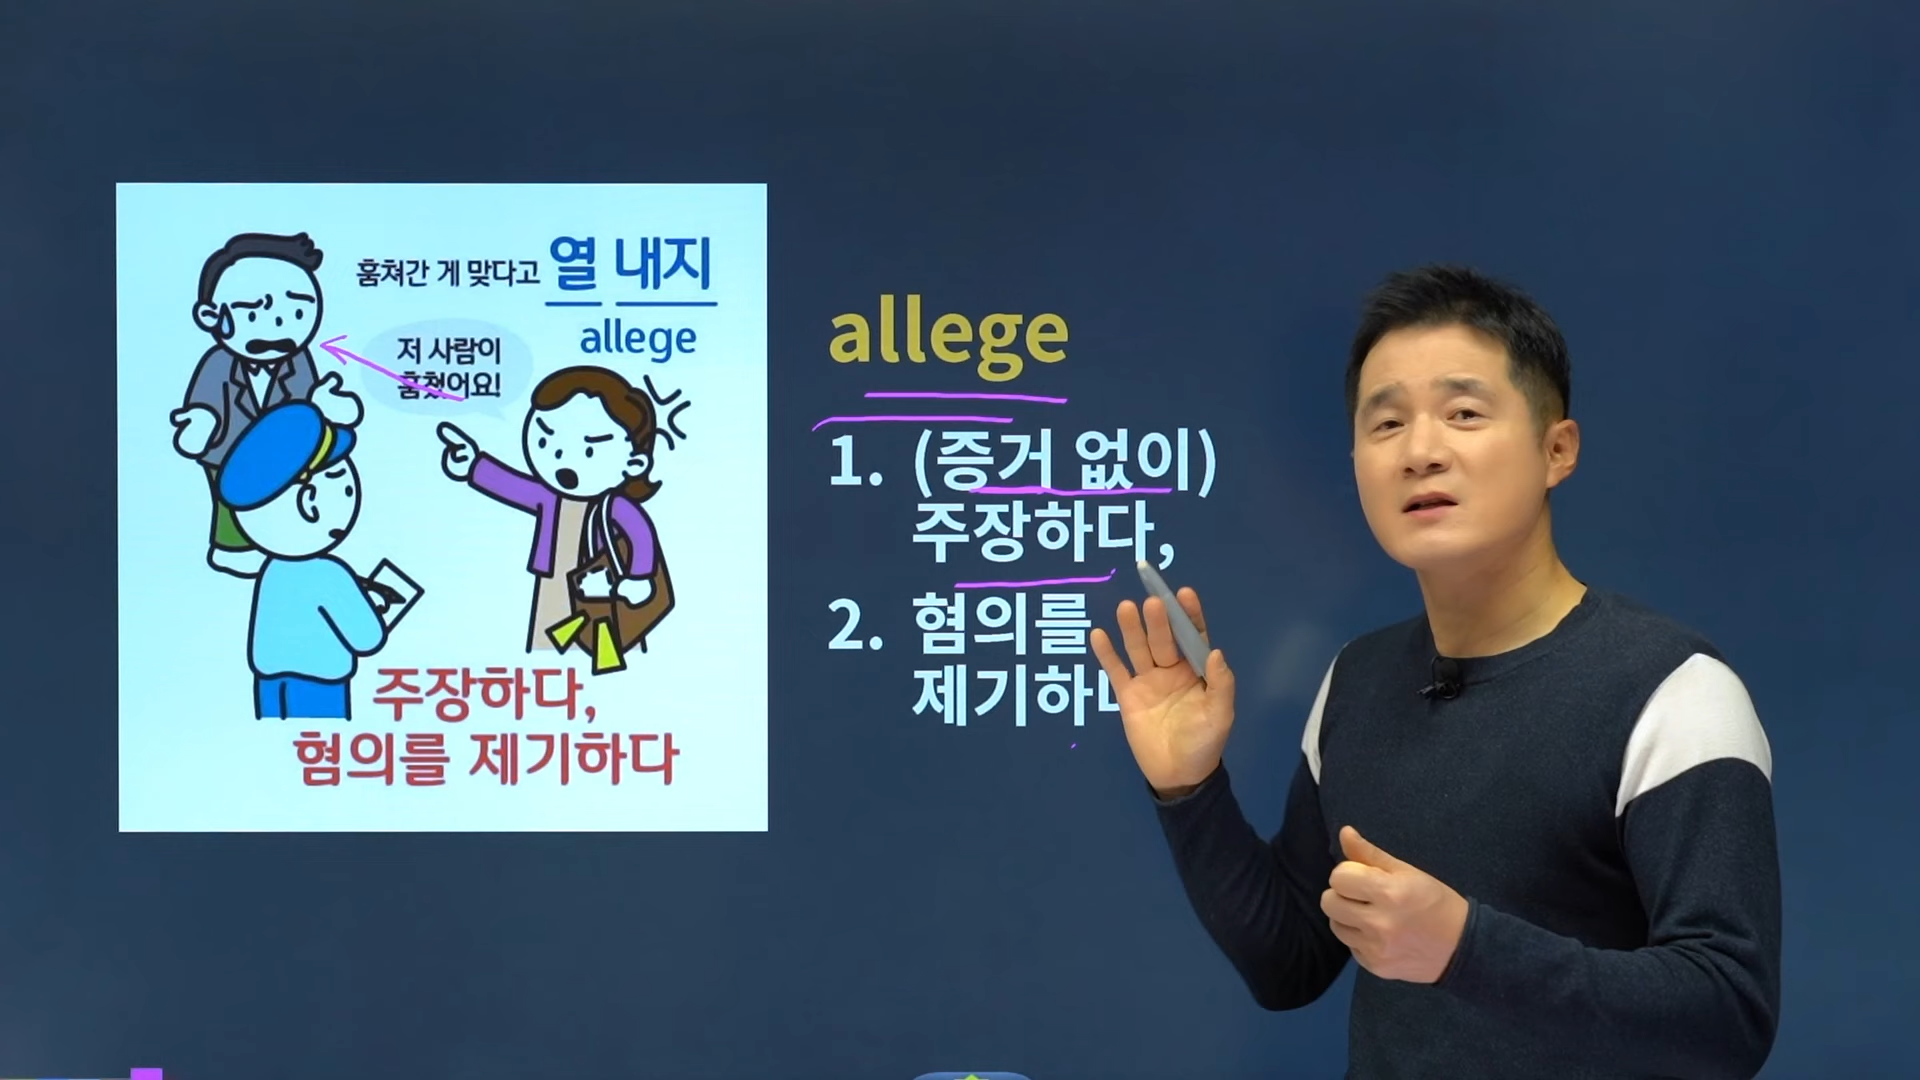 훔쳐간 게 맞다고 열 내지
allege
저 사람이
훔쳤어요!
주장하다,
혐의를 제기하다
allege
1. (증거 없이)
주장하다,
2. 혐의를
제기하다